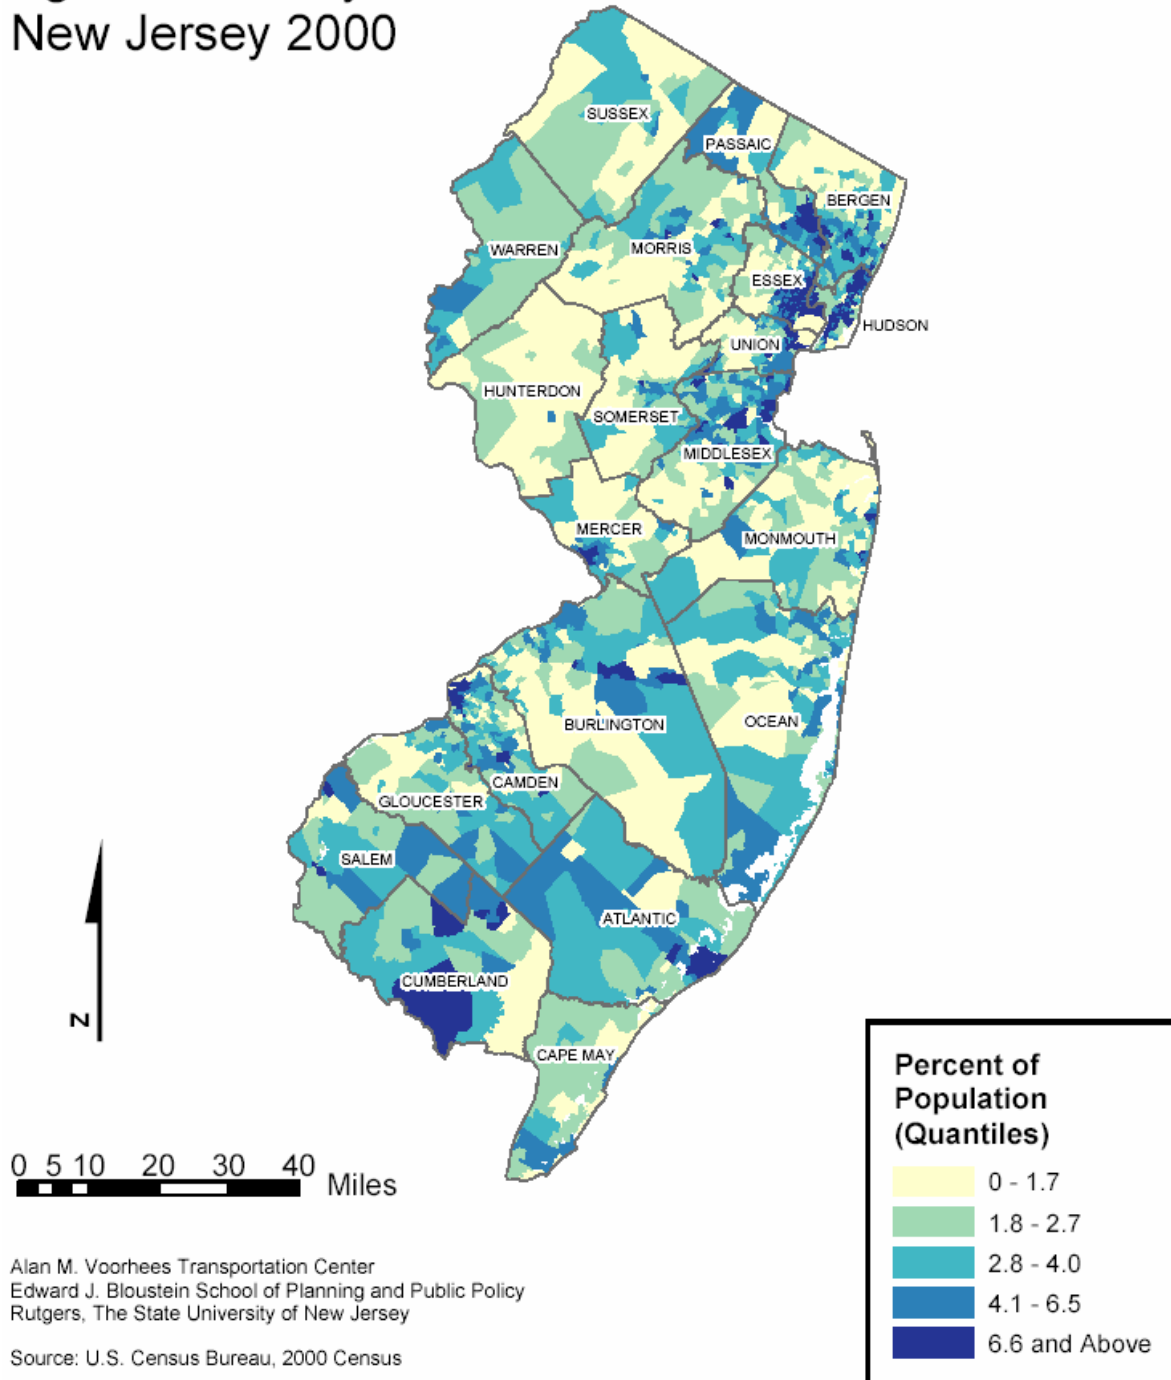 New Jersey 2000
SUSSEX
PASSAIC
BERGEN
WARREN
MORRIS
ESSEX
HUDSON
UNION
HUNTERDON
SOMERSET
MIDDLESEX
MERCER
MONMOUTH
BURLINGTON
OCEAN
CAMDEN
GLOUCESTER
SALEM
ATLANTIC
CUMBERLAND
CAPE MAY
N
0 5 10 20 30 40 Miles
Percent of
Population
(Quantiles)
0 - 1.7
1.8 - 2.7
2.8 - 4.0
4.1 - 6.5
6.6 and Above
Alan M. Voorhees Transportation Center
Edward J. Bloustein School of Planning and Public Policy
Rutgers, The State University of New Jersey
Source: U.S. Census Bureau, 2000 Census